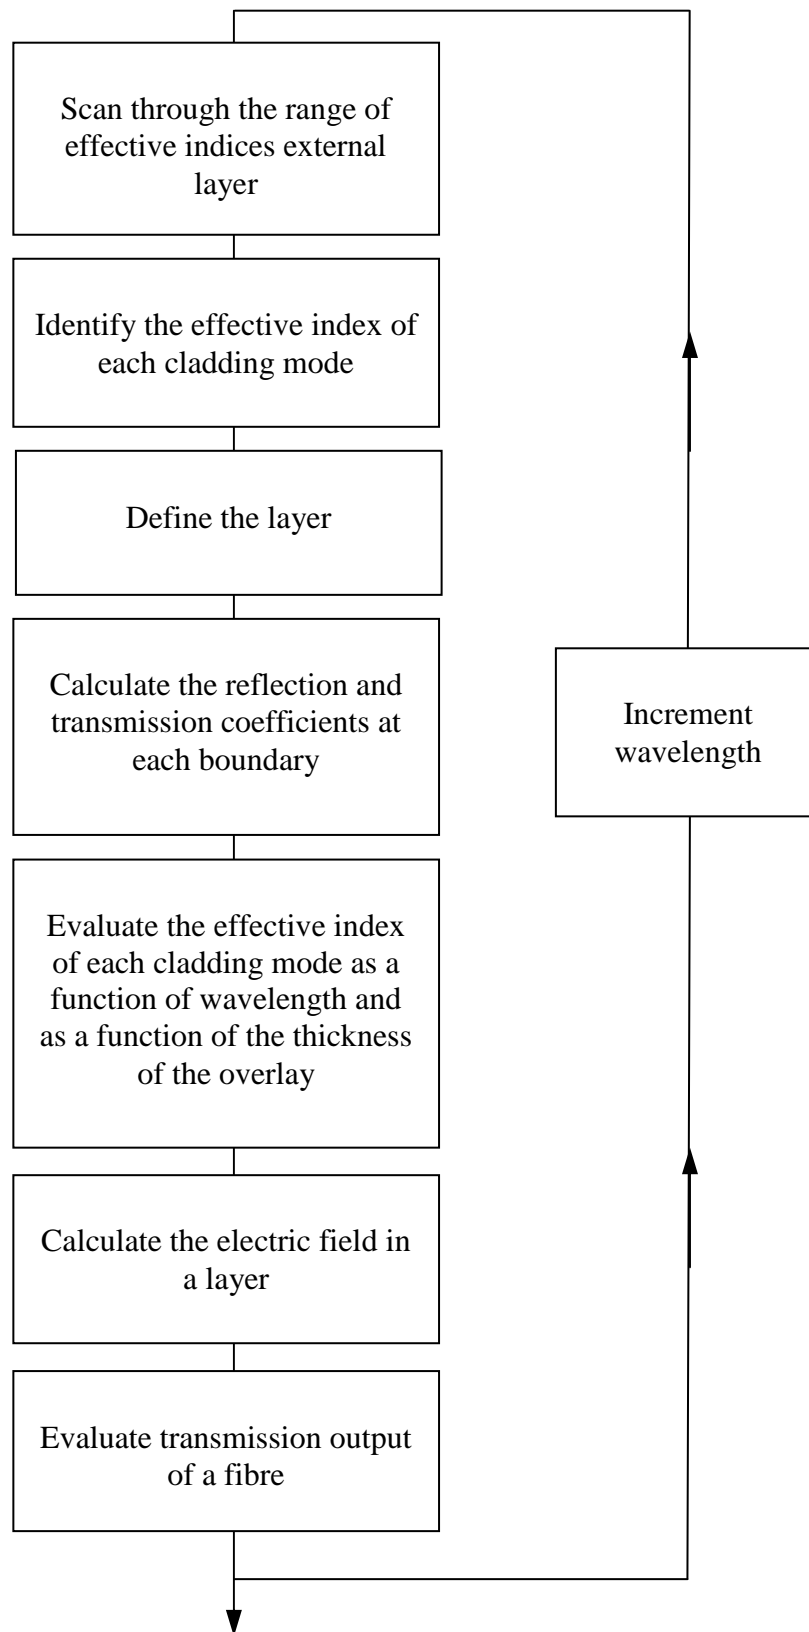 Scan through the range of
effective indices external
layer
Identify the effective index of
each cladding mode
Define the layer
Calculate the reflection and
transmission coefficients at
each boundary
Increment
wavelength
Evaluate the effective index
of each cladding mode as a
function of wavelength and
as a function of the thickness
of the overlay
Calculate the electric field in
a layer
Evaluate transmission output
of a fibre